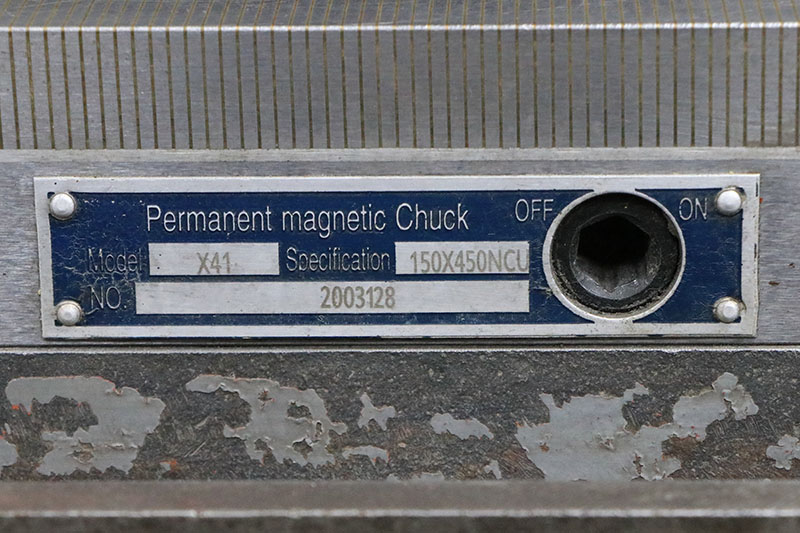 Permanent magnetic Chuck OFF ON
Model X41 Specification 150X450NCU
NO. 2003128